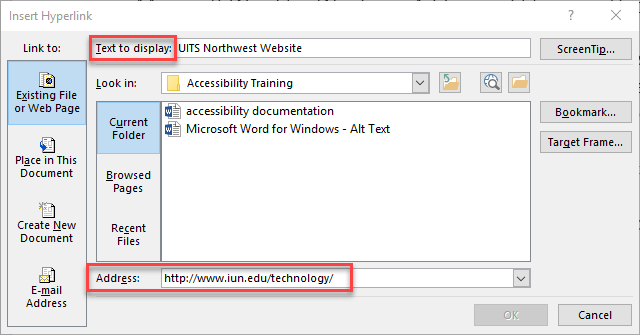 Insert Hyperlink
? ×
Link to:
Text to display: UITS Northwest Website
ScreenTip...
Look in: Accessibility Training
Existing File
or Web Page
Place in This
Document
Create New
Document
E-mail
Address
Current
Folder
Browsed
Pages
Recent
Files
accessibility documentation
Microsoft Word for Windows - Alt Text
Bookmark...
Target Frame...
Address: http://www.iun.edu/technology/
OK
Cancel